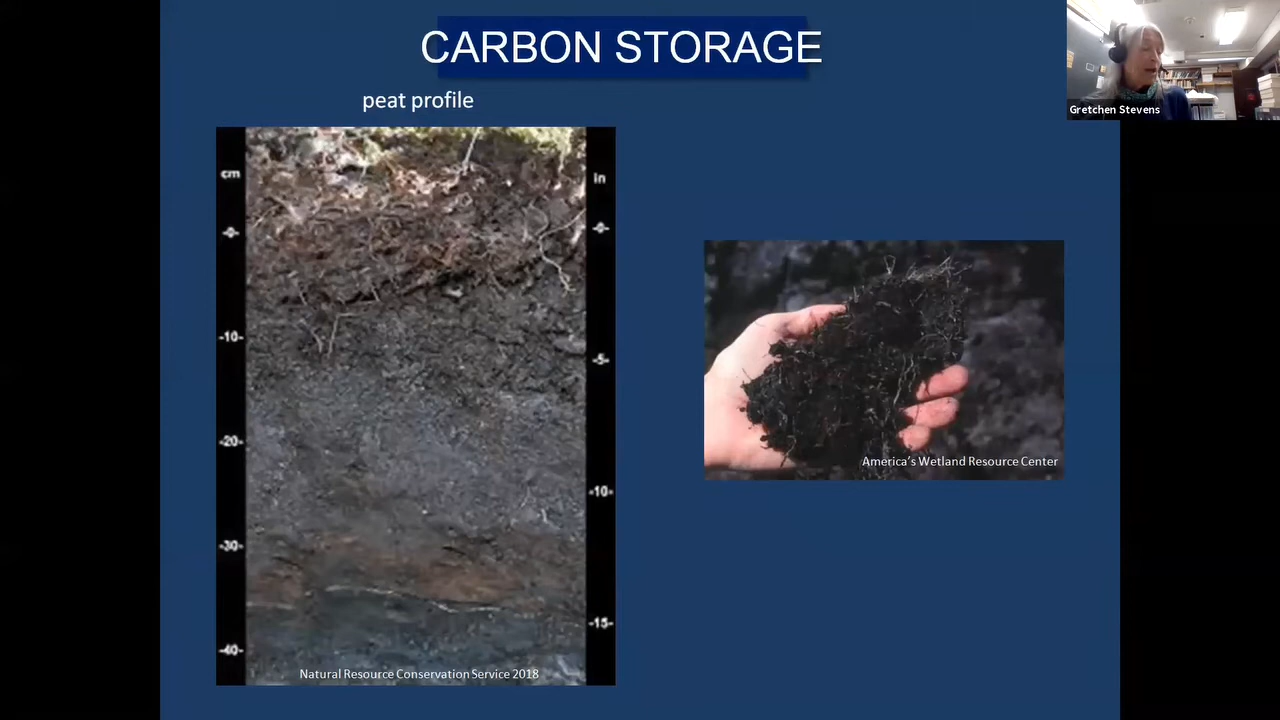 CARBON STORAGE
Gretchen Stevens
peat profile
cm
in
-0-
-0-
-10-
-5-
-20-
-10-
-30-
-15-
-40-
America's Wetland Resource Center
Natural Resource Conservation Service 2018